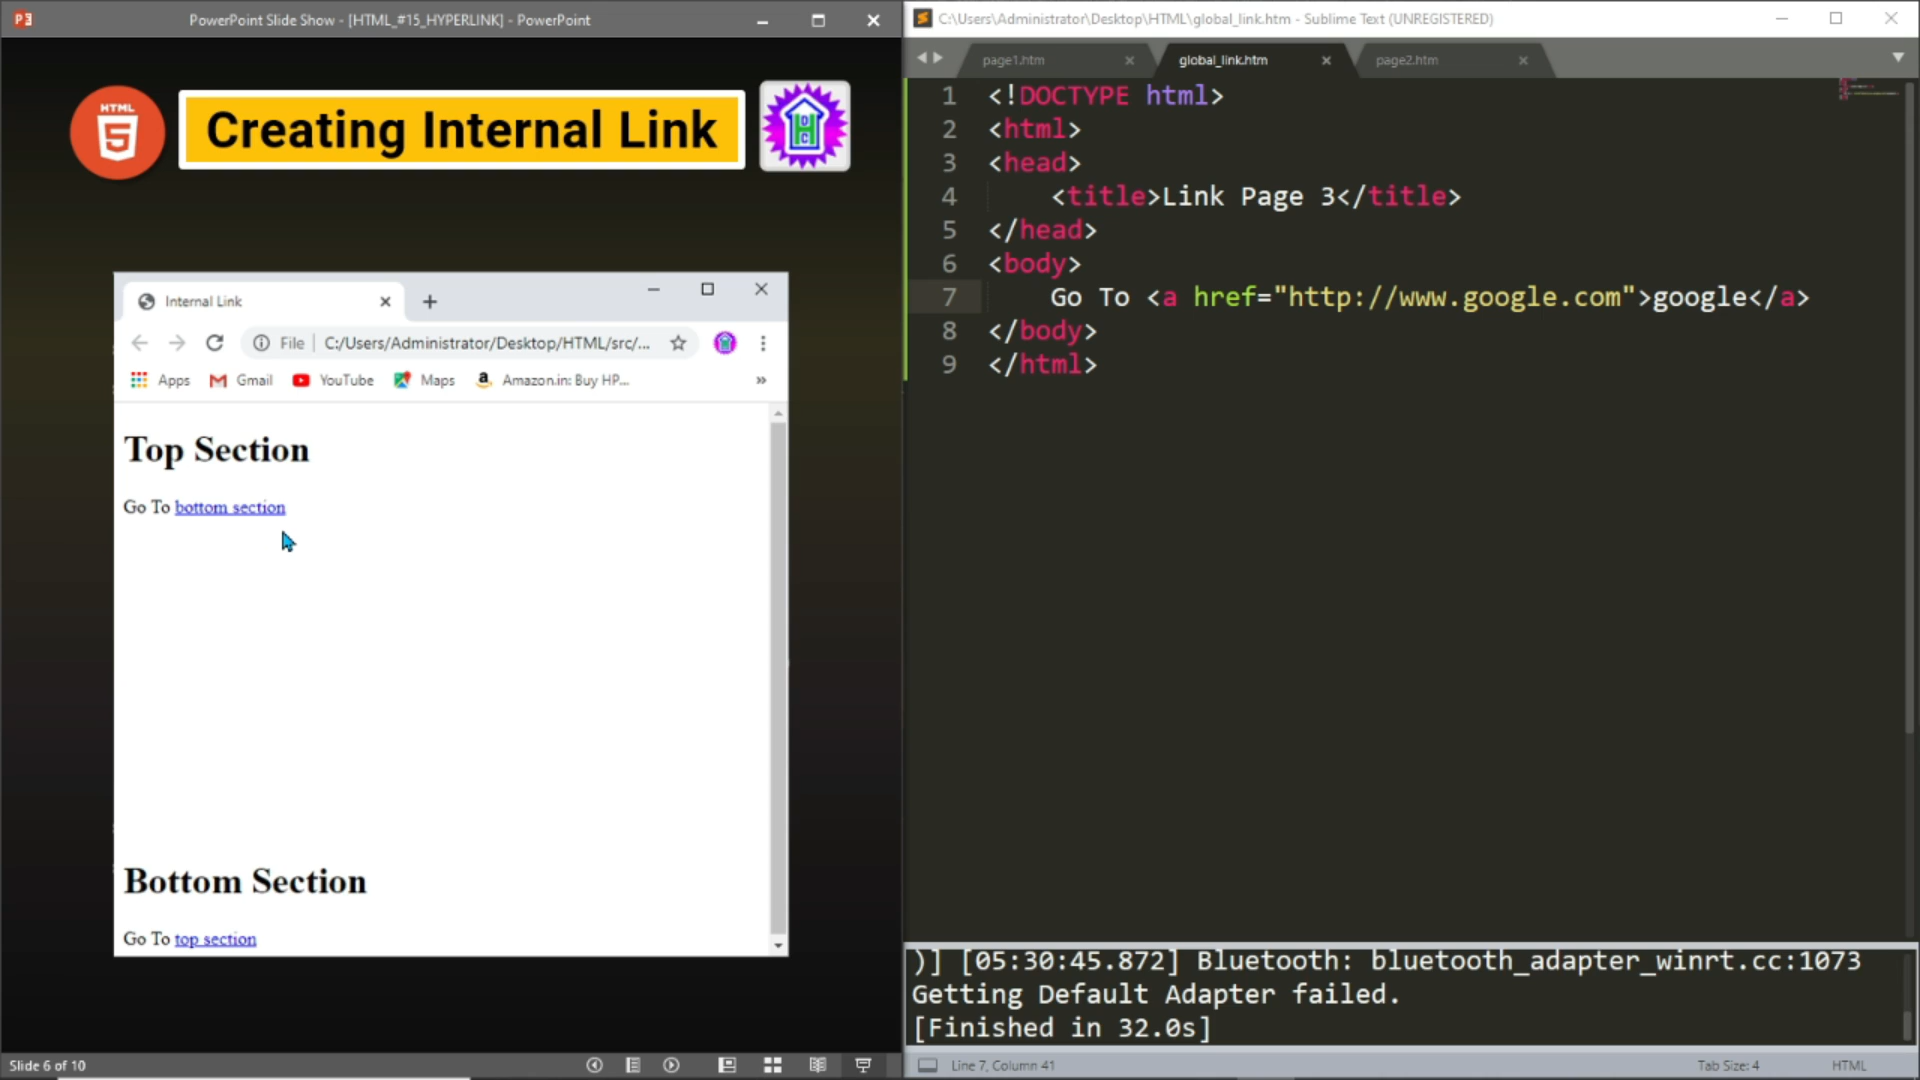 PowerPoint Slide Show - [HTML_#15_HYPERLINK] - PowerPoint
HTML
5
Creating Internal Link
Internal Link
File
C:/Users/Administrator/Desktop/HTML/src/...
Apps
Gmail
YouTube
Maps
Amazon.in: Buy HP...
Top Section
Go To bottom section
Bottom Section
Go To top section
Slide 6 of 10
C:\Users\Administrator\Desktop\HTML\global_link.htm - Sublime Text (UNREGISTERED)
page1.htm
global_link.htm
page2.htm
1 <!DOCTYPE html>
2 <html>
3 <head>
4 <title>Link Page 3</title>
5 </head>
6 <body>
7 Go To <a href="http://www.google.com">google</a>
8 </body>
9 </html>
)] [05:30:45.872] Bluetooth: bluetooth_adapter_winrt.cc:1073
Getting Default Adapter failed.
[Finished in 32.0s]
Line 7, Column 41
Tab Size: 4
HTML